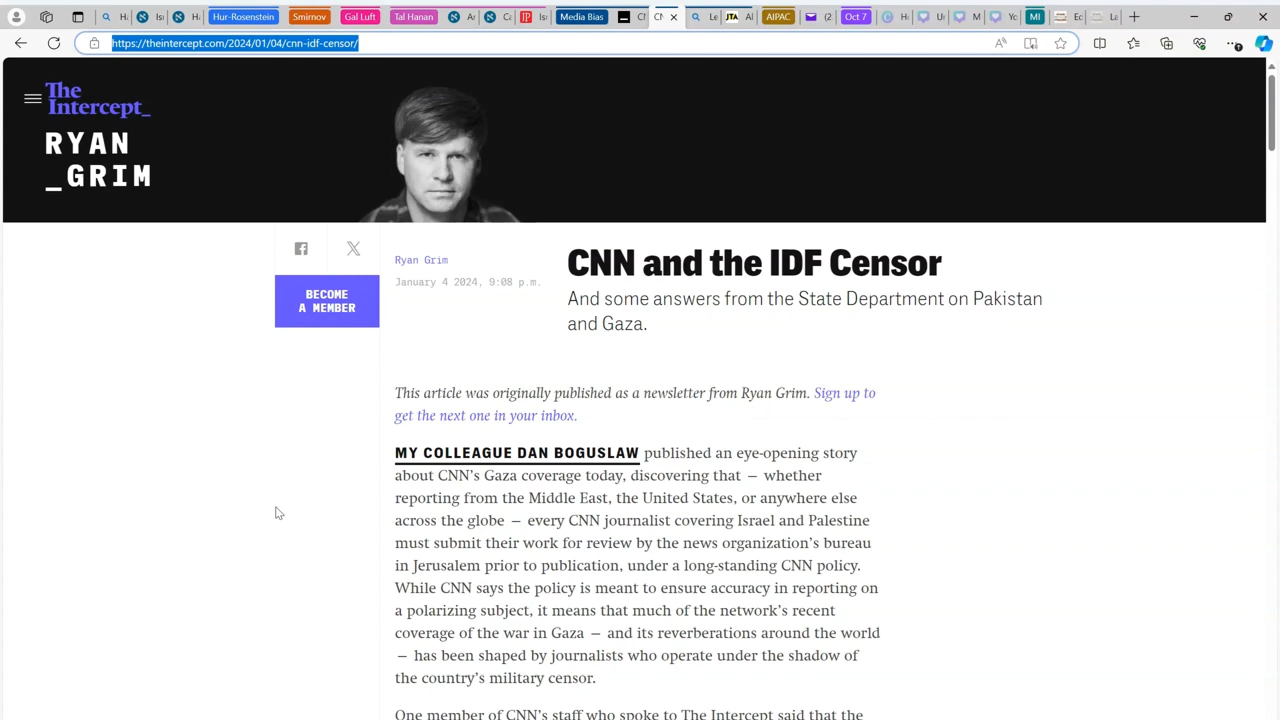 Hur-Rosenstein
Smirnov
Gal Luft
Tal Hanan
Media Bias
AIPAC
(2
Oct 7
MI
https://theintercept.com/2024/01/04/cnn-idf-censor/
The
Intercept_
RYAN
_GRIM
BECOME
A MEMBER
Ryan Grim
January 4 2024, 9:08 p.m.
CNN and the IDF Censor
And some answers from the State Department on Pakistan
and Gaza.
This article was originally published as a newsletter from Ryan Grim. Sign up to
get the next one in your inbox.
MY COLLEAGUE DAN BOGUSLAW published an eye-opening story
about CNN’s Gaza coverage today, discovering that — whether
reporting from the Middle East, the United States, or anywhere else
across the globe — every CNN journalist covering Israel and Palestine
must submit their work for review by the news organization’s bureau
in Jerusalem prior to publication, under a long-standing CNN policy.
While CNN says the policy is meant to ensure accuracy in reporting on
a polarizing subject, it means that much of the network’s recent
coverage of the war in Gaza — and its reverberations around the world
— has been shaped by journalists who operate under the shadow of
the country’s military censor.
One member of CNN’s staff who spoke to The Intercept said that the